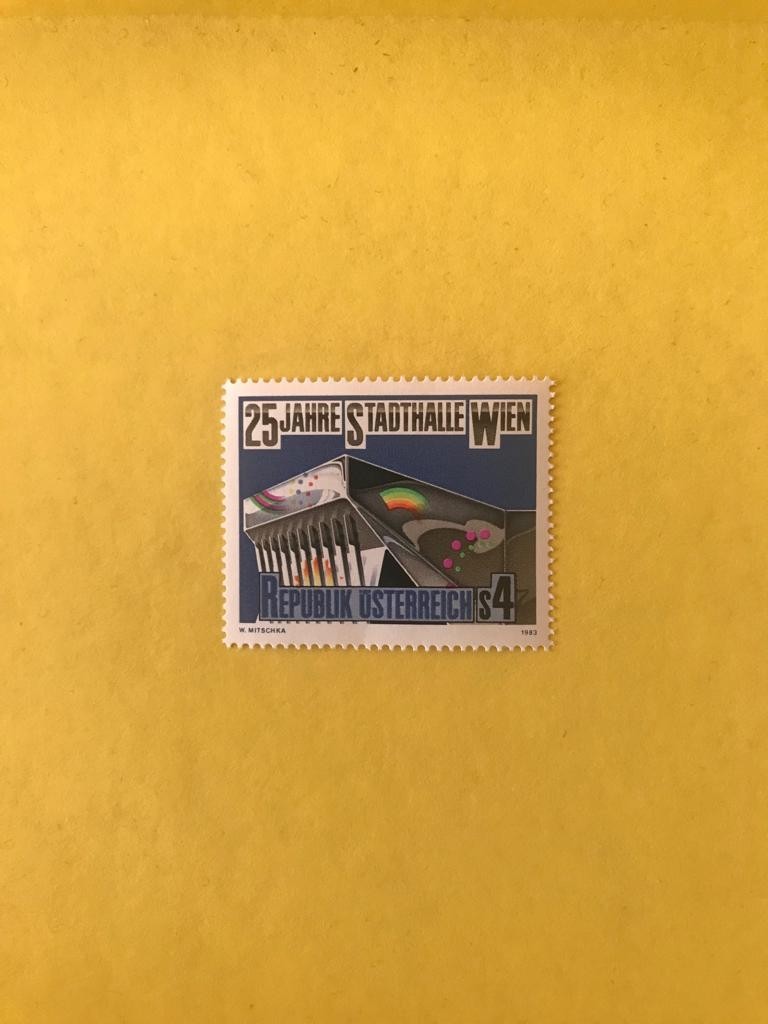 25 JAHRE STADTHALLE WIEN
REPUBLIK ÖSTERREICH S4
W. MITSCHKA 1983